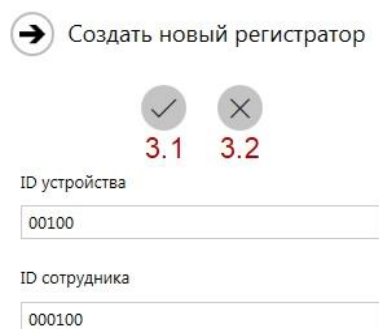 Создать новый регистратор
3.1 3.2
ID устройства
00100
ID сотрудника
000100